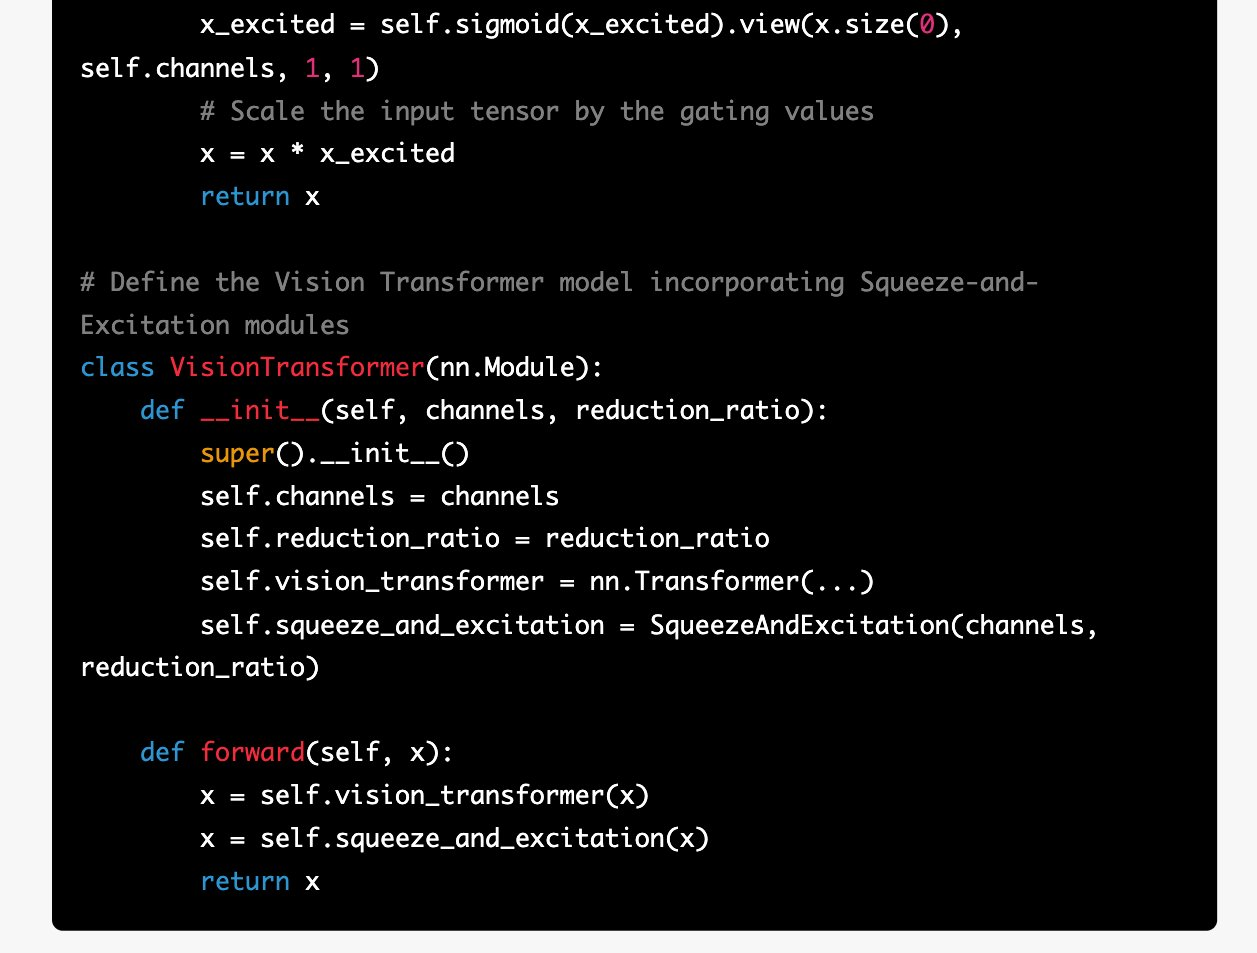 x_excited = self.sigmoid(x_excited).view(x.size(0),
self.channels, 1, 1)
        # Scale the input tensor by the gating values
        x = x * x_excited
        return x

# Define the Vision Transformer model incorporating Squeeze-and-
Excitation modules
class VisionTransformer(nn.Module):
    def __init__(self, channels, reduction_ratio):
        super().__init__()
        self.channels = channels
        self.reduction_ratio = reduction_ratio
        self.vision_transformer = nn.Transformer(...)
        self.squeeze_and_excitation = SqueezeAndExcitation(channels,
reduction_ratio)

    def forward(self, x):
        x = self.vision_transformer(x)
        x = self.squeeze_and_excitation(x)
        return x